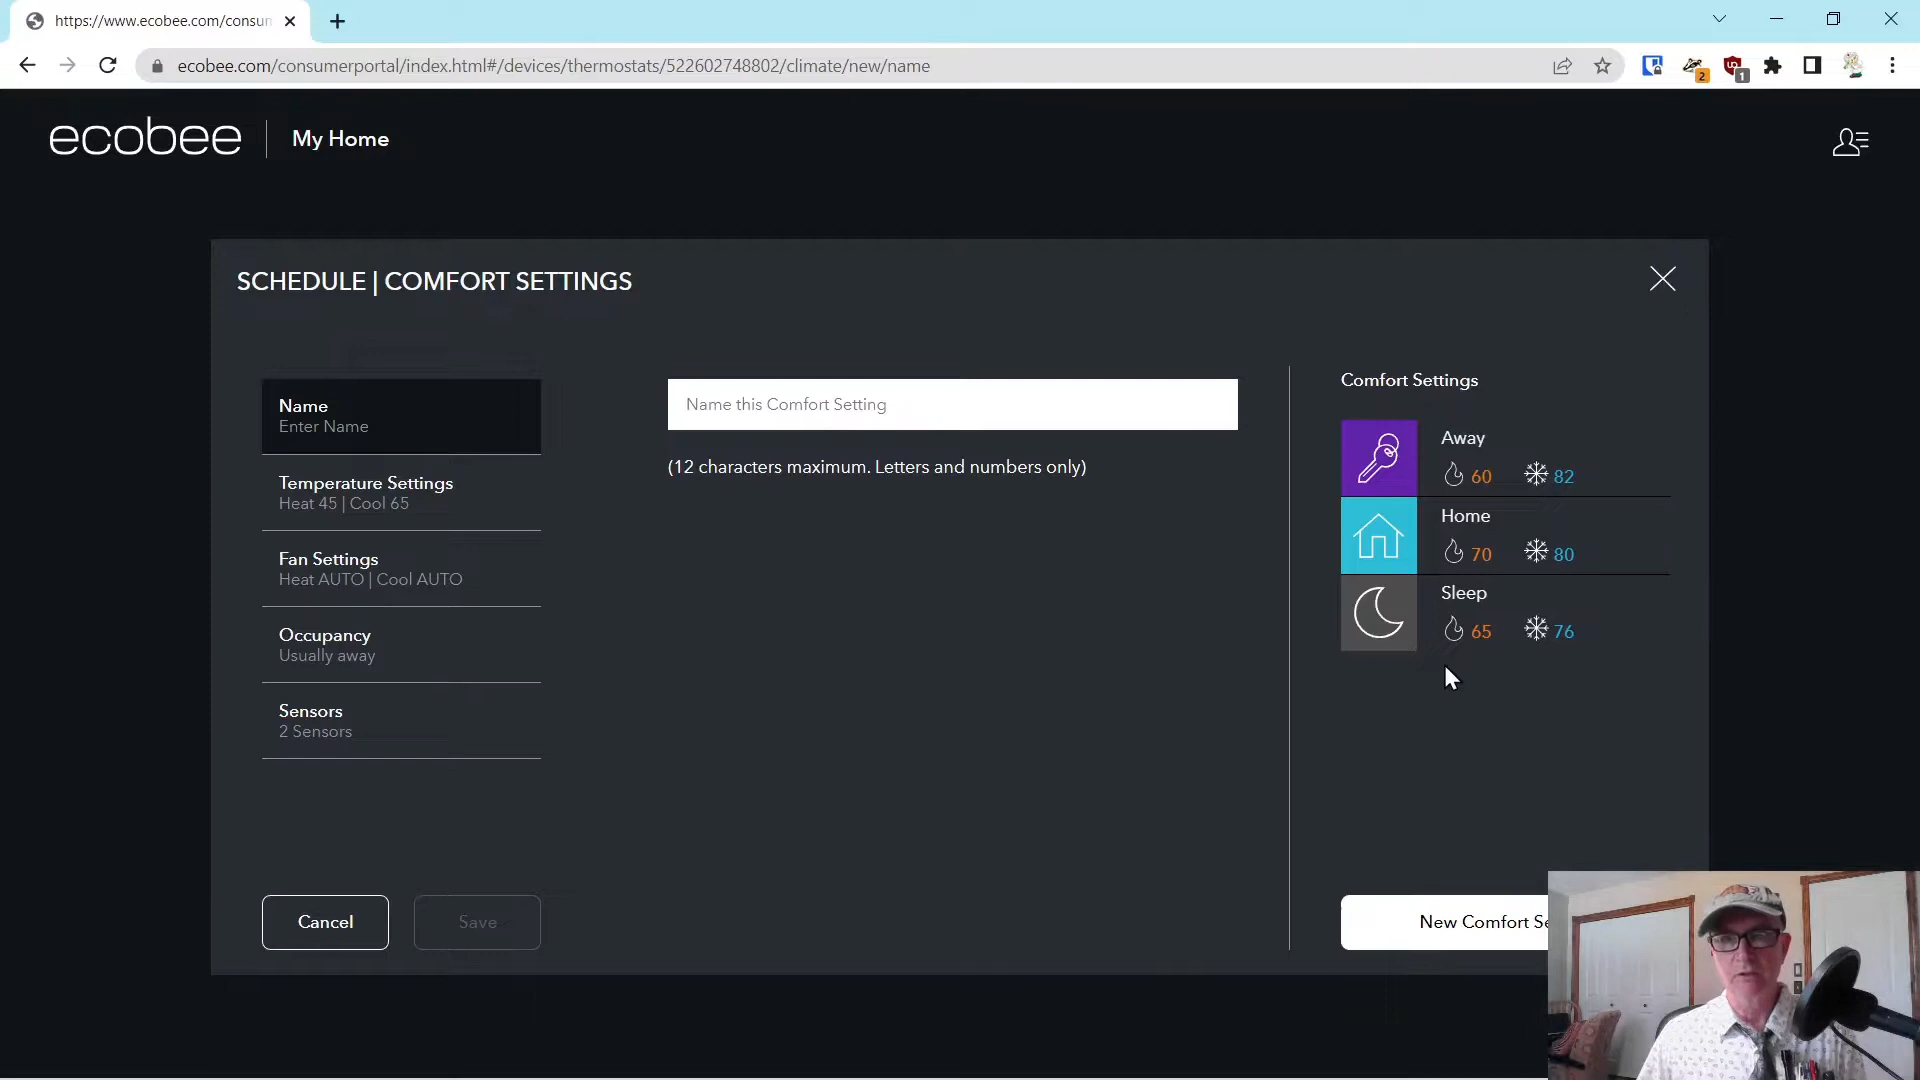 https://www.ecobee.com/consum
ecobee.com/consumerportal/index.html#/devices/thermostats/522602748802/climate/new/name
2
1
ecobee
My Home
SCHEDULE | COMFORT SETTINGS
Name
Enter Name
Temperature Settings
Heat 45 | Cool 65
Fan Settings
Heat AUTO | Cool AUTO
Occupancy
Usually away
Sensors
2 Sensors
Cancel
Save
Name this Comfort Setting
(12 characters maximum. Letters and numbers only)
Comfort Settings
Away
60 82
Home
70 80
Sleep
65 76
New Comfort Se